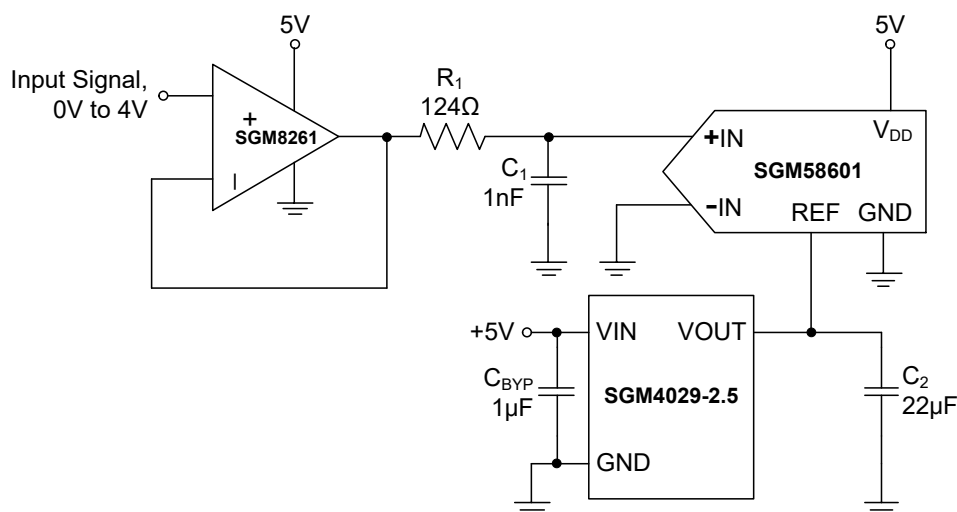 5V
Input Signal,
0V to 4V
+
SGM8261
R1
124Ω
C1
1nF
5V
+IN
VDD
SGM58601
-IN
REF GND
+5V
VIN VOUT
CBYP
1µF
SGM4029-2.5
GND
C2
22µF